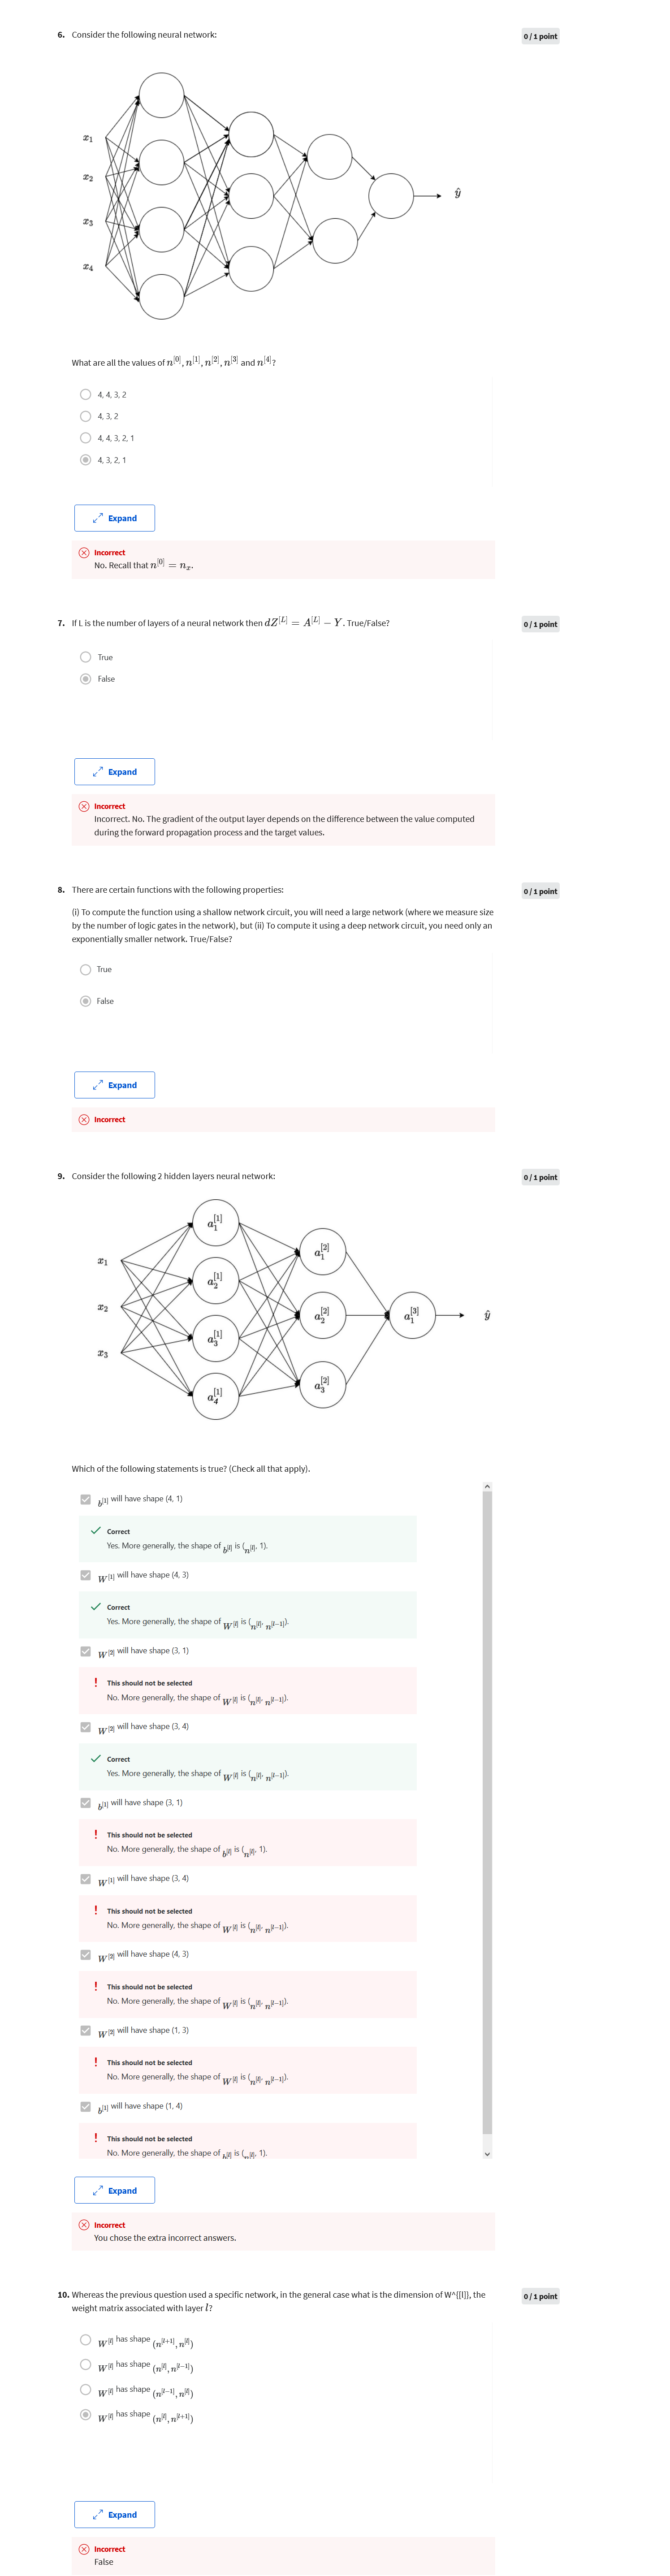 6. Consider the following neural network:
0 / 1 point
x₁
x₂
x₃
x₄
ŷ
What are all the values of n^[0], n^[1], n^[2], n^[3] and n^[4]?
4, 4, 3, 2
4, 3, 2
4, 4, 3, 2, 1
4, 3, 2, 1
Expand
Incorrect
No. Recall that n^[0] = nₓ.
7. If L is the number of layers of a neural network then dZ^[L] = A^[L] − Y. True/False?
0 / 1 point
True
False
Expand
Incorrect
Incorrect. No. The gradient of the output layer depends on the difference between the value computed
during the forward propagation process and the target values.
8. There are certain functions with the following properties:
0 / 1 point
(i) To compute the function using a shallow network circuit, you will need a large network (where we measure size
by the number of logic gates in the network), but (ii) To compute it using a deep network circuit, you need only an
exponentially smaller network. True/False?
True
False
Expand
Incorrect
9. Consider the following 2 hidden layers neural network:
0 / 1 point
x₁
x₂
x₃
a₁^[1]
a₂^[1]
a₃^[1]
a₄^[1]
a₁^[2]
a₂^[2]
a₃^[2]
a₁^[3]
ŷ
Which of the following statements is true? (Check all that apply).
b^[1] will have shape (4, 1)
Correct
Yes. More generally, the shape of b^[l] is (n^[l], 1).
W^[1] will have shape (4, 3)
Correct
Yes. More generally, the shape of W^[l] is (n^[l], n^[l−1]).
W^[2] will have shape (3, 1)
This should not be selected
No. More generally, the shape of W^[l] is (n^[l], n^[l−1]).
W^[2] will have shape (3, 4)
Correct
Yes. More generally, the shape of W^[l] is (n^[l], n^[l−1]).
b^[1] will have shape (3, 1)
This should not be selected
No. More generally, the shape of b^[l] is (n^[l], 1).
W^[1] will have shape (3, 4)
This should not be selected
No. More generally, the shape of W^[l] is (n^[l], n^[l−1]).
W^[2] will have shape (4, 3)
This should not be selected
No. More generally, the shape of W^[l] is (n^[l], n^[l−1]).
W^[2] will have shape (1, 3)
This should not be selected
No. More generally, the shape of W^[l] is (n^[l], n^[l−1]).
b^[1] will have shape (1, 4)
This should not be selected
No. More generally, the shape of b^[l] is (n^[l], 1).
Expand
Incorrect
You chose the extra incorrect answers.
10. Whereas the previous question used a specific network, in the general case what is the dimension of W^{[l]}, the
weight matrix associated with layer l?
0 / 1 point
W^[l] has shape (n^[l+1], n^[l])
W^[l] has shape (n^[l], n^[l−1])
W^[l] has shape (n^[l−1], n^[l])
W^[l] has shape (n^[l], n^[l+1])
Expand
Incorrect
False